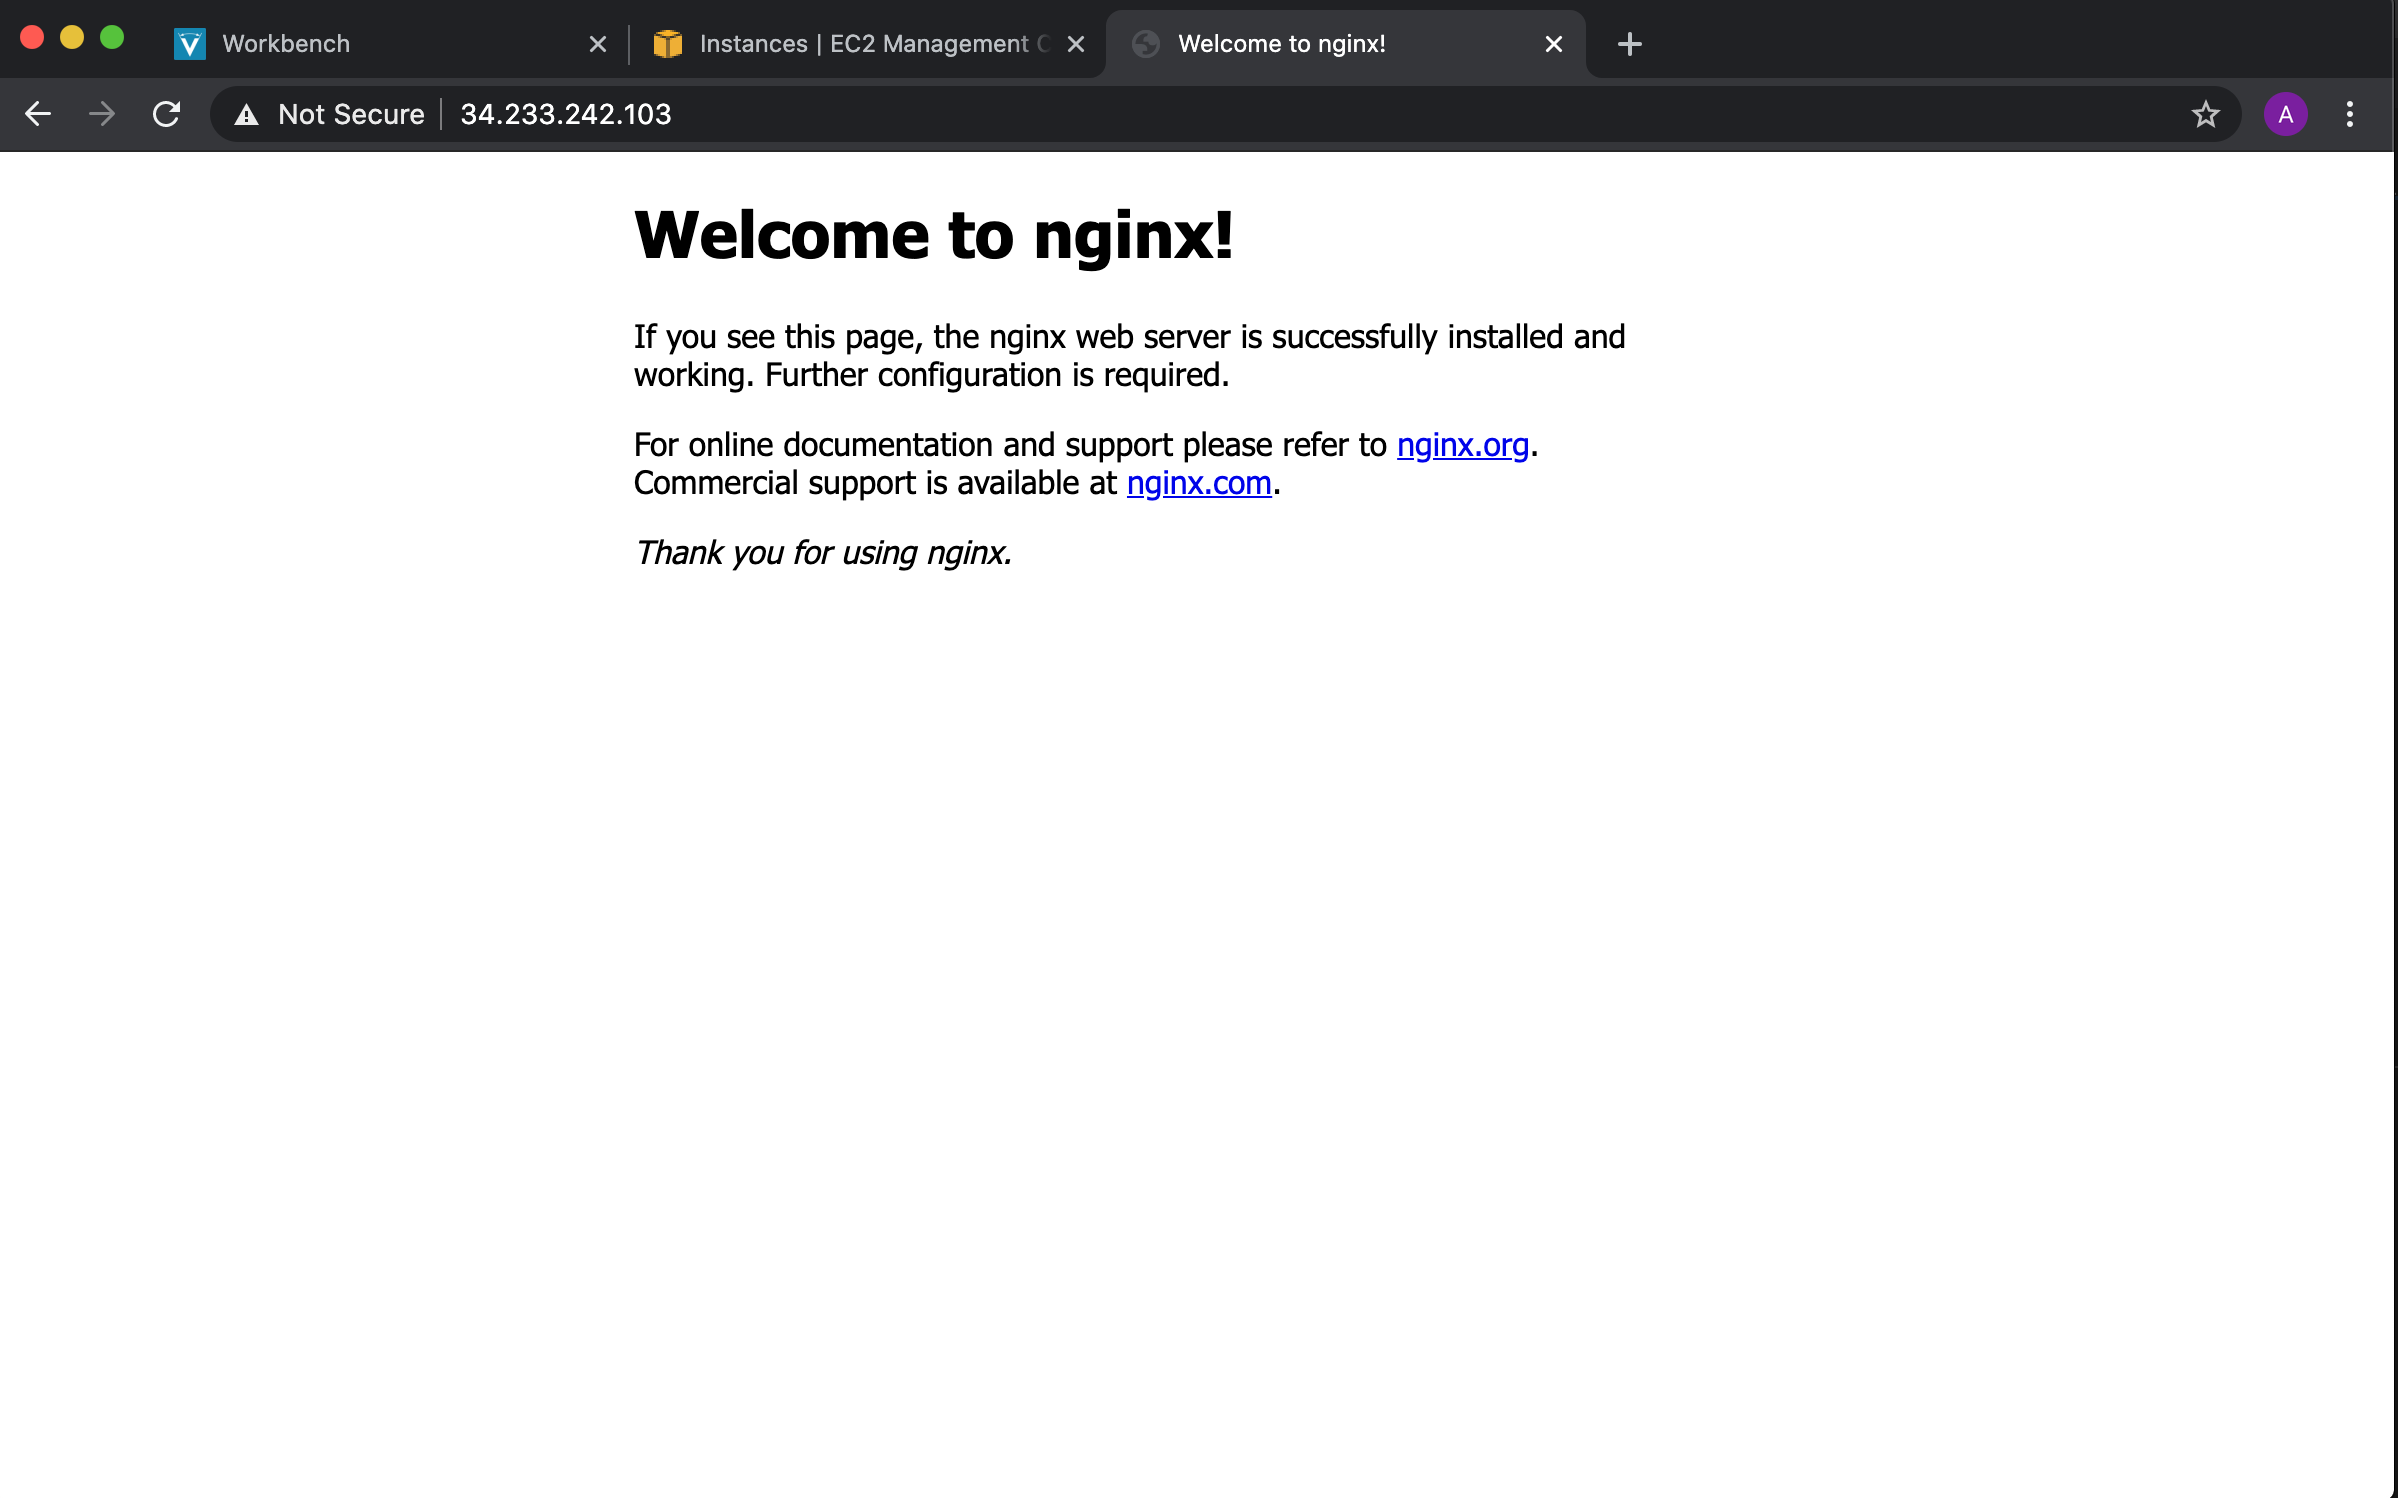 Workbench
Instances | EC2 Management C
Welcome to nginx!
Not Secure
34.233.242.103
A
Welcome to nginx!
If you see this page, the nginx web server is successfully installed and
working. Further configuration is required.
For online documentation and support please refer to nginx.org.
Commercial support is available at nginx.com.
Thank you for using nginx.